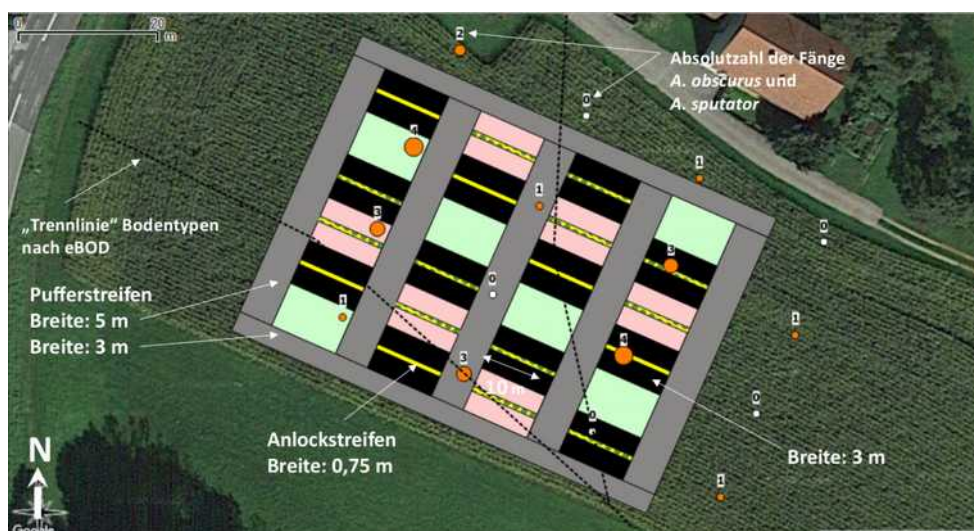 0
20
m
2
Absolutzahl der Fänge
A. obscurus und
A. sputator
0
4
1
1
3
0
„Trennlinie“ Bodentypen
nach eBOD
3
0
Pufferstreifen
Breite: 5 m
Breite: 3 m
1
1
4
3
10 m
0
0
Anlockstreifen
Breite: 0,75 m
Breite: 3 m
N
1
Google